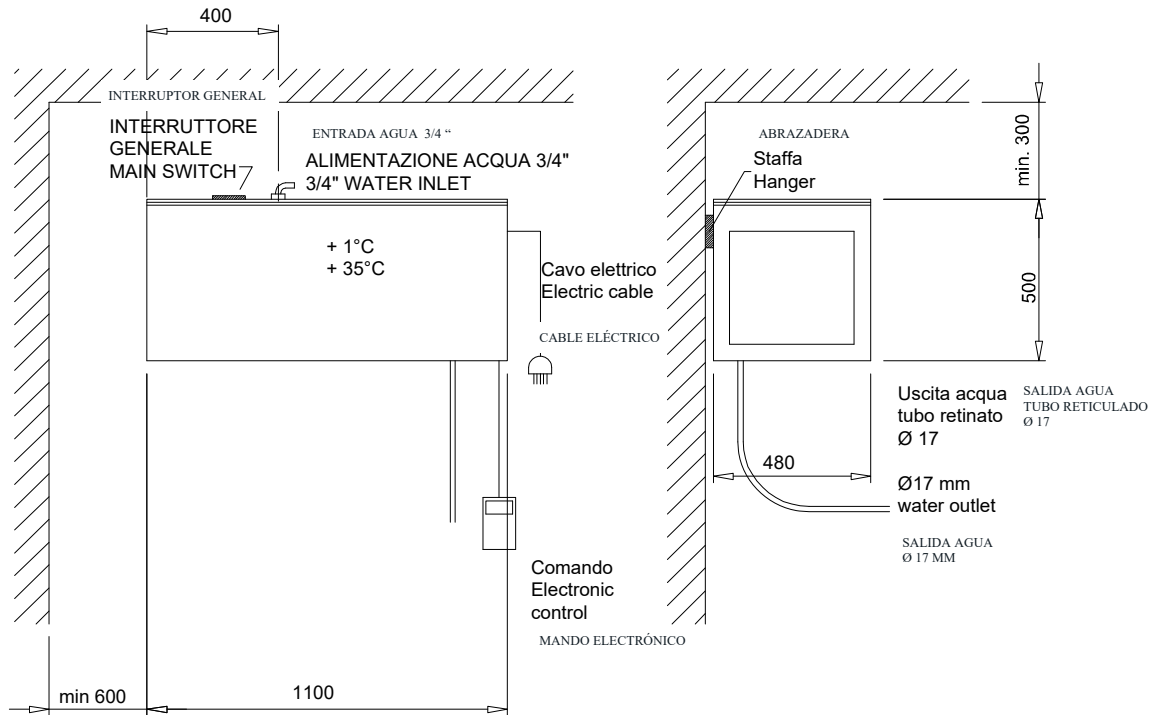 400
INTERRUPTOR GENERAL
INTERRUTTORE
GENERALE
MAIN SWITCH
ENTRADA AGUA 3/4 “
ALIMENTAZIONE ACQUA 3/4"
3/4" WATER INLET
+ 1°C
+ 35°C
Cavo elettrico
Electric cable
CABLE ELÉCTRICO
Comando
Electronic
control
MANDO ELECTRÓNICO
min 600
1100
ABRAZADERA
Staffa
Hanger
min. 300
500
480
Uscita acqua
tubo retinato
Ø 17
SALIDA AGUA
TUBO RETICULADO
Ø 17
Ø17 mm
water outlet
SALIDA AGUA
Ø 17 MM